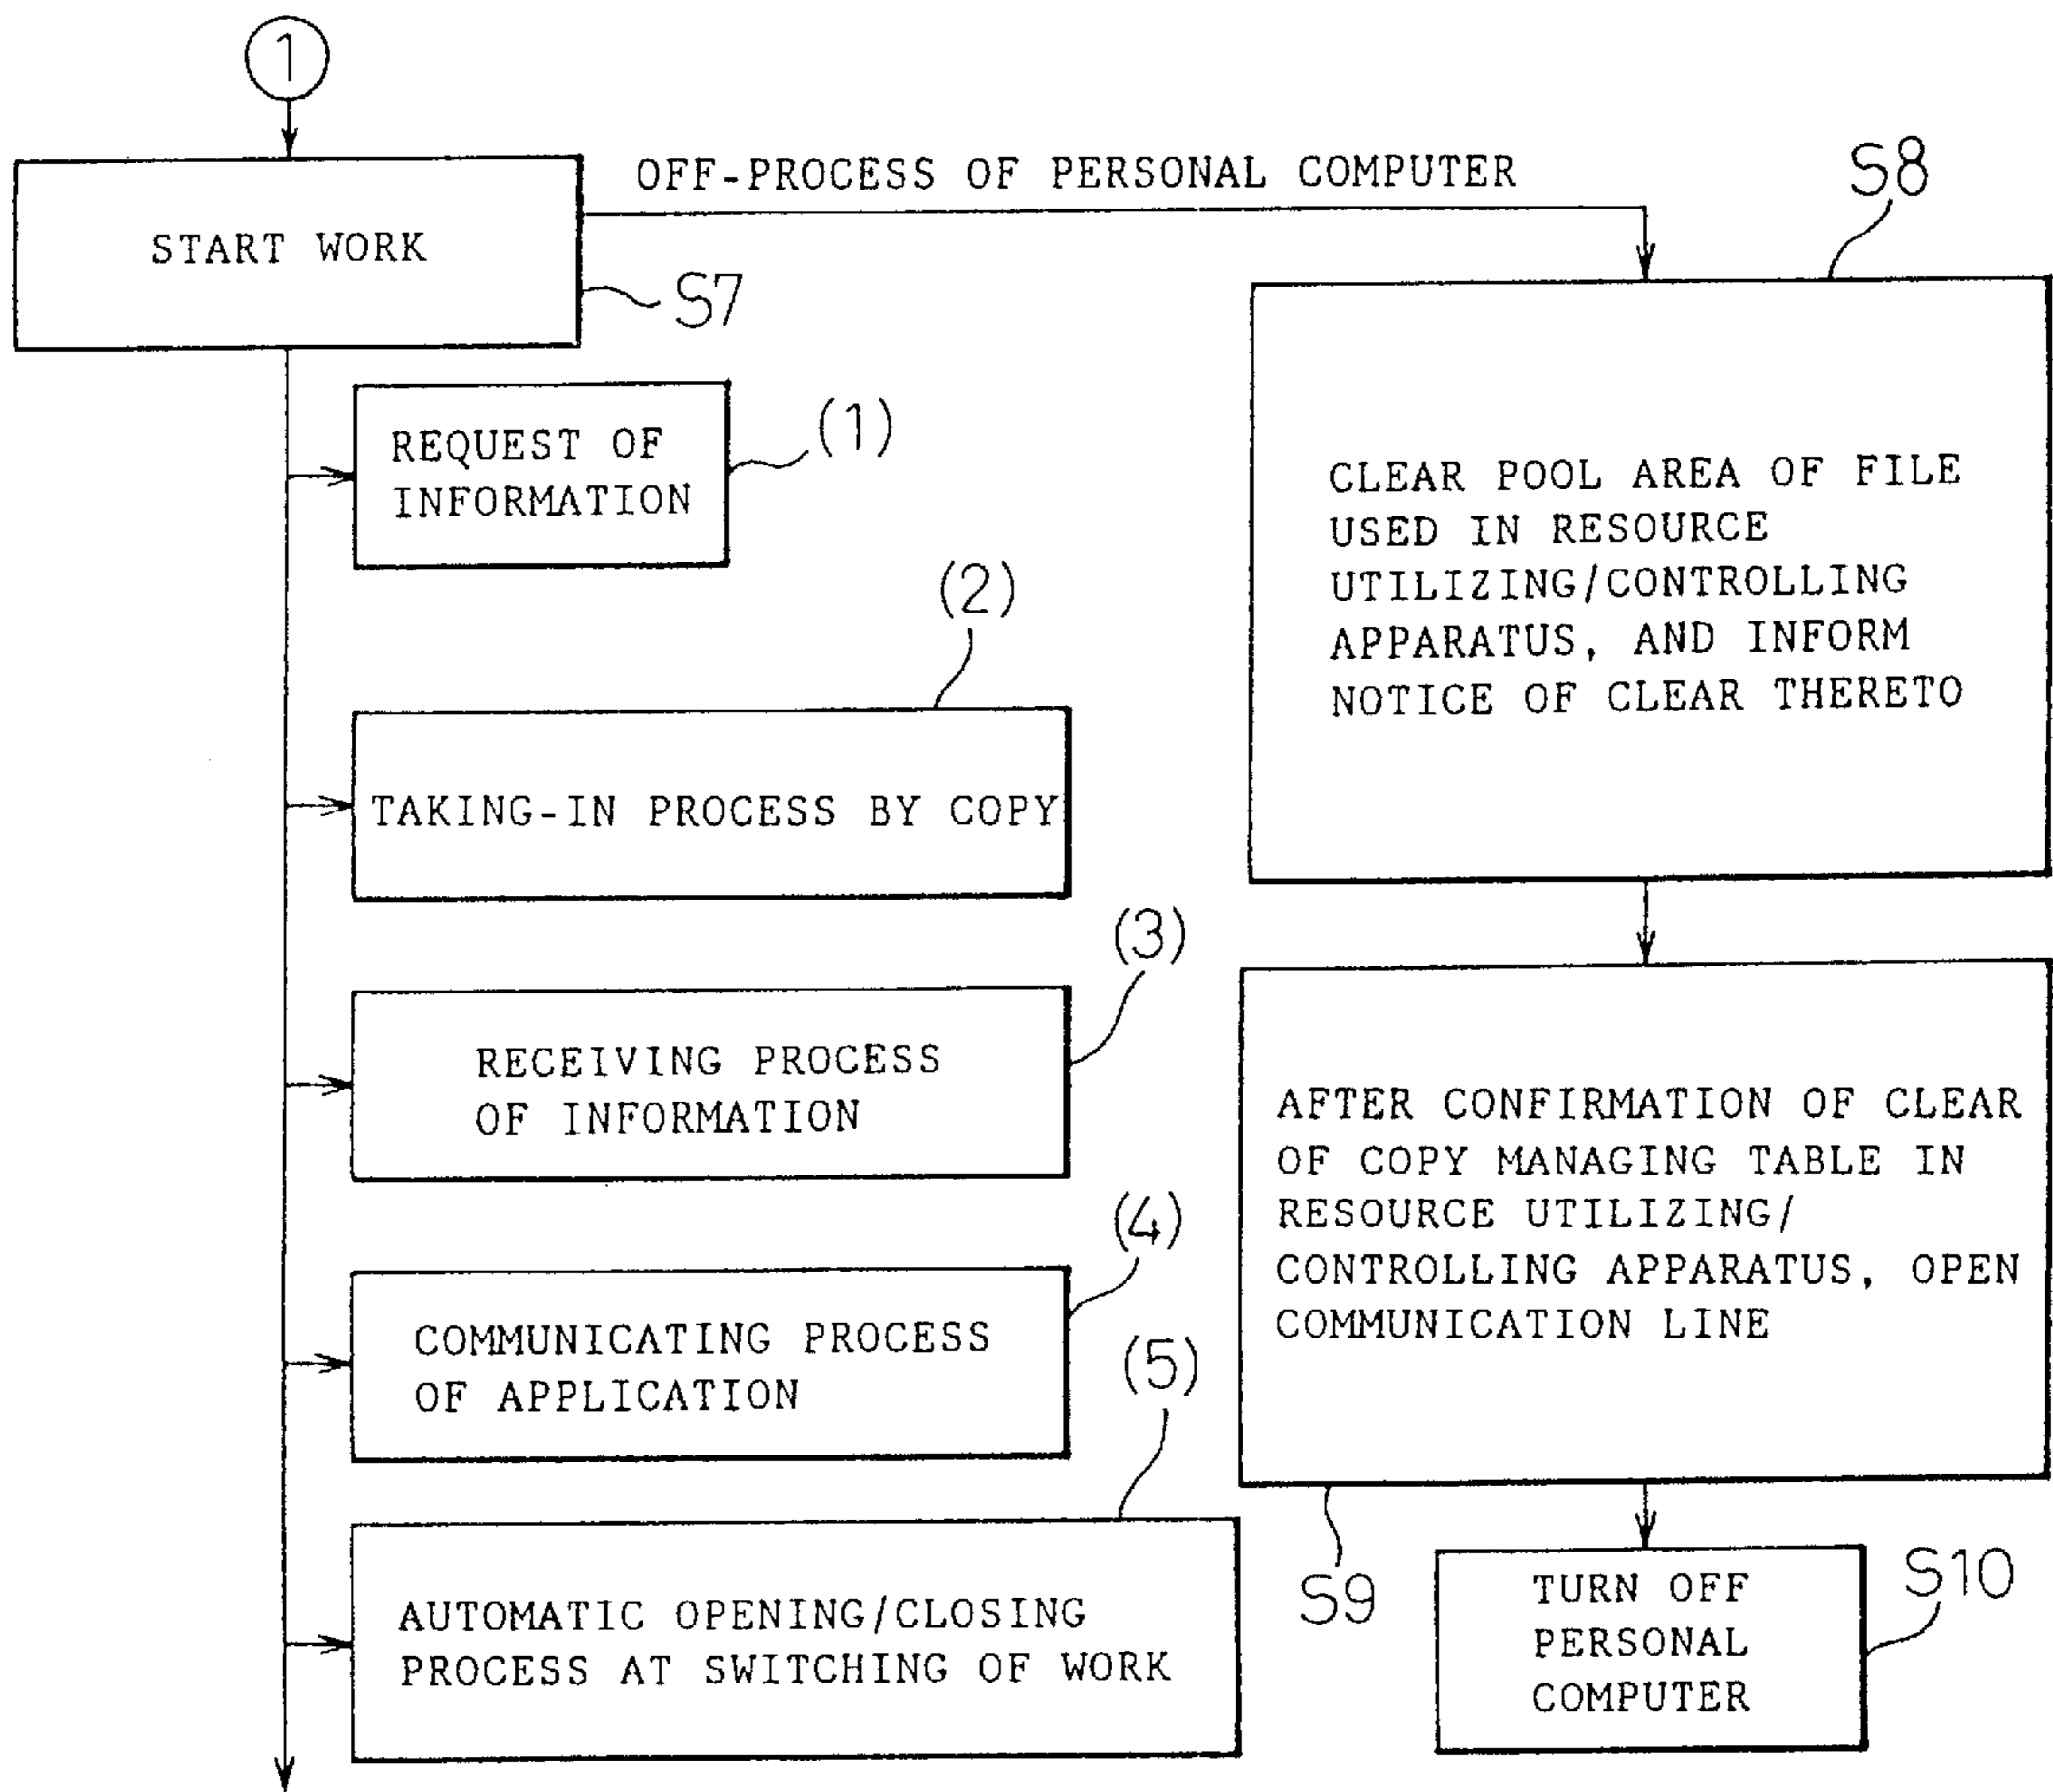 1
START WORK
S7
OFF-PROCESS OF PERSONAL COMPUTER
REQUEST OF
INFORMATION
(1)
(2)
TAKING-IN PROCESS BY COPY
(3)
RECEIVING PROCESS
OF INFORMATION
(4)
COMMUNICATING PROCESS
OF APPLICATION
(5)
AUTOMATIC OPENING/CLOSING
PROCESS AT SWITCHING OF WORK
S8
CLEAR POOL AREA OF FILE
USED IN RESOURCE
UTILIZING/CONTROLLING
APPARATUS, AND INFORM
NOTICE OF CLEAR THERETO
AFTER CONFIRMATION OF CLEAR
OF COPY MANAGING TABLE IN
RESOURCE UTILIZING/
CONTROLLING APPARATUS, OPEN
COMMUNICATION LINE
S9
TURN OFF
PERSONAL
COMPUTER
S10